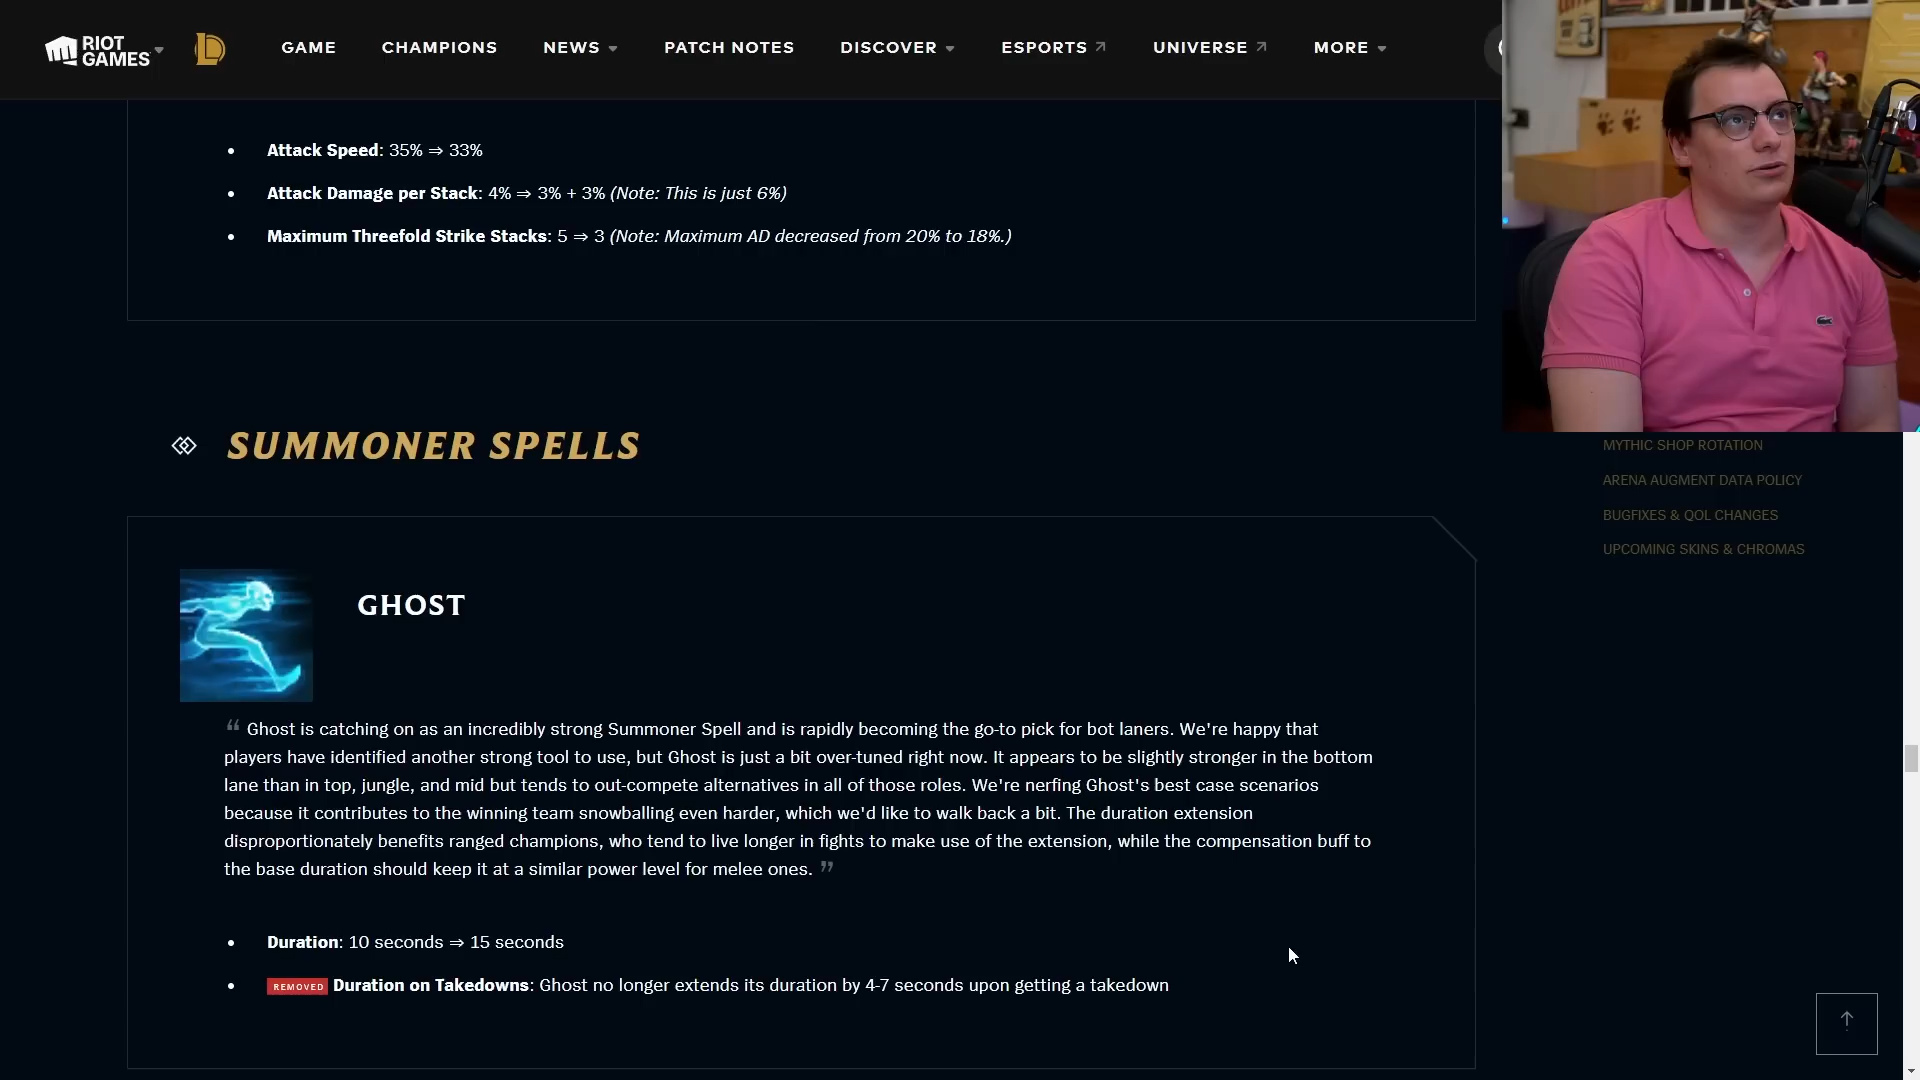 RIOT GAMES
GAME CHAMPIONS NEWS PATCH NOTES DISCOVER ESPORTS UNIVERSE MORE
• Attack Speed: 35% ⇒ 33%
• Attack Damage per Stack: 4% ⇒ 3% + 3% (Note: This is just 6%)
• Maximum Threefold Strike Stacks: 5 ⇒ 3 (Note: Maximum AD decreased from 20% to 18%.)
SUMMONER SPELLS
GHOST
“ Ghost is catching on as an incredibly strong Summoner Spell and is rapidly becoming the go-to pick for bot laners. We're happy that
players have identified another strong tool to use, but Ghost is just a bit over-tuned right now. It appears to be slightly stronger in the bottom
lane than in top, jungle, and mid but tends to out-compete alternatives in all of those roles. We're nerfing Ghost's best case scenarios
because it contributes to the winning team snowballing even harder, which we'd like to walk back a bit. The duration extension
disproportionately benefits ranged champions, who tend to live longer in fights to make use of the extension, while the compensation buff to
the base duration should keep it at a similar power level for melee ones. ”
• Duration: 10 seconds ⇒ 15 seconds
• REMOVED Duration on Takedowns: Ghost no longer extends its duration by 4-7 seconds upon getting a takedown
MYTHIC SHOP ROTATION
ARENA AUGMENT DATA POLICY
BUGFIXES & QOL CHANGES
UPCOMING SKINS & CHROMAS